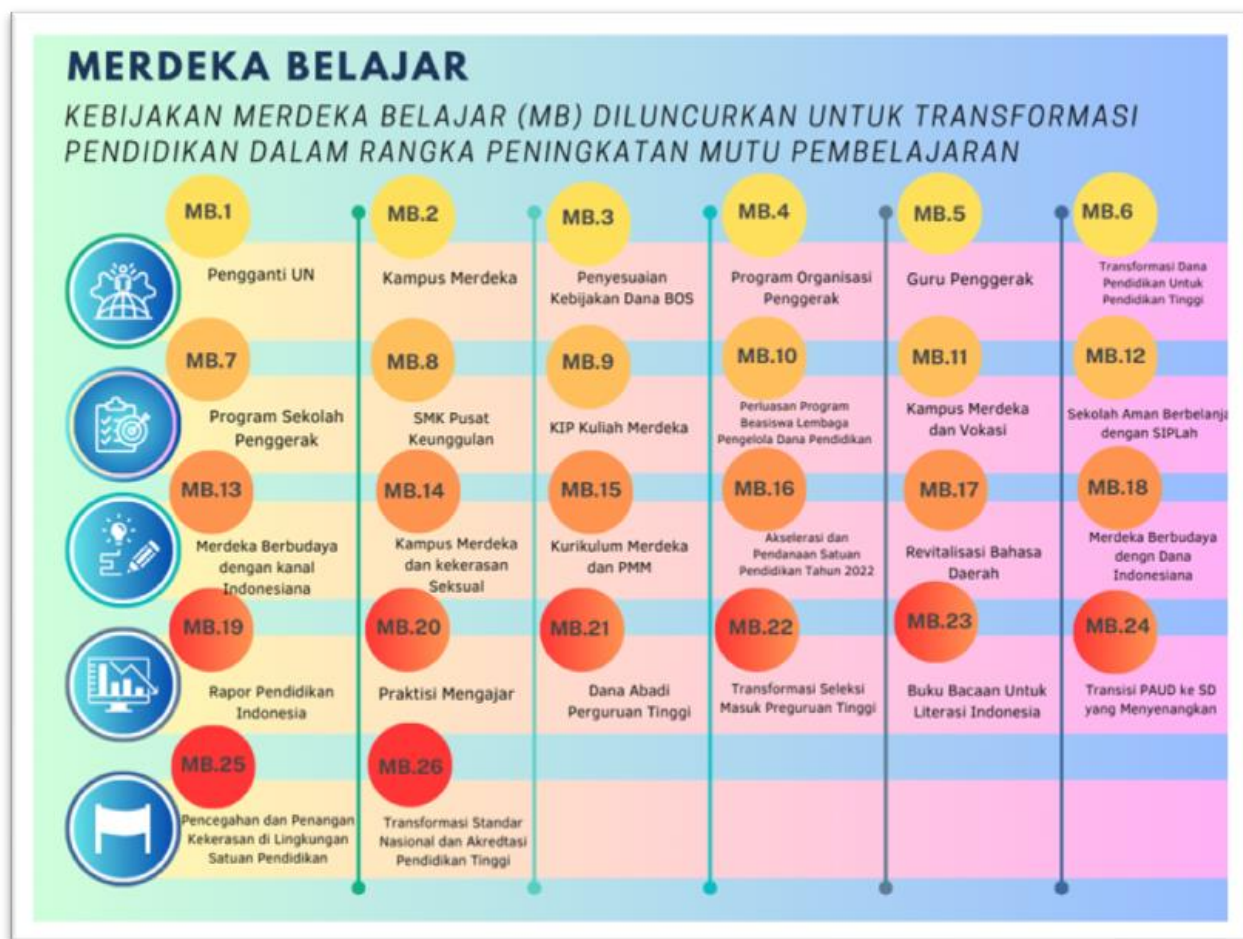 MERDEKA BELAJAR
KEBIJAKAN MERDEKA BELAJAR (MB) DILUNCURKAN UNTUK TRANSFORMASI
PENDIDIKAN DALAM RANGKA PENINGKATAN MUTU PEMBELAJARAN
MB.1
Pengganti UN
MB.2
Kampus Merdeka
MB.3
Penyesuaian
Kebijakan Dana BOS
MB.4
Program Organisasi
Penggerak
MB.5
Guru Penggerak
MB.6
Transformasi Dana
Pendidikan Untuk
Pendidikan Tinggi
MB.7
Program Sekolah
Penggerak
MB.8
SMK Pusat
Keunggulan
MB.9
KIP Kuliah Merdeka
MB.10
Perluasan Program
Beasiswa Lembaga
Pengelola Dana Pendidikan
MB.11
Kampus Merdeka
dan Vokasi
MB.12
Sekolah Aman Berbelanja
dengan SIPLah
MB.13
Merdeka Berbudaya
dengan kanal
Indonesiana
MB.14
Kampus Merdeka
dan kekerasan
Seksual
MB.15
Kurikulum Merdeka
dan PMM
MB.16
Akselerasi dan
Pendanaan Satuan
Pendidikan Tahun 2022
MB.17
Revitalisasi Bahasa
Daerah
MB.18
Merdeka Berbudaya
dengn Dana
Indonesiana
MB.19
Rapor Pendidikan
Indonesia
MB.20
Praktisi Mengajar
MB.21
Dana Abadi
Perguruan Tinggi
MB.22
Transformasi Seleksi
Masuk Preguruan Tinggi
MB.23
Buku Bacaan Untuk
Literasi Indonesia
MB.24
Transisi PAUD ke SD
yang Menyenangkan
MB.25
Pencegahan dan Penangan
Kekerasan di Lingkungan
Satuan Pendidikan
MB.26
Transformasi Standar
Nasional dan Akredtasi
Pendidikan Tinggi